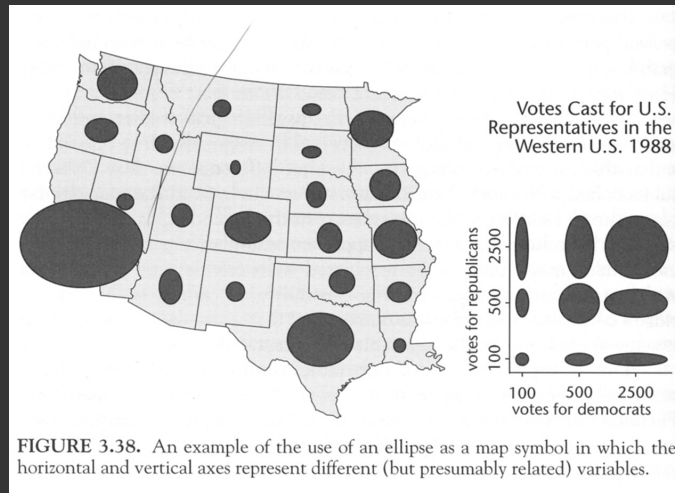 Votes Cast for U.S.
Representatives in the
Western U.S. 1988
votes for republicans
2500
500
100
100 500 2500
votes for democrats
FIGURE 3.38. An example of the use of an ellipse as a map symbol in which the
horizontal and vertical axes represent different (but presumably related) variables.